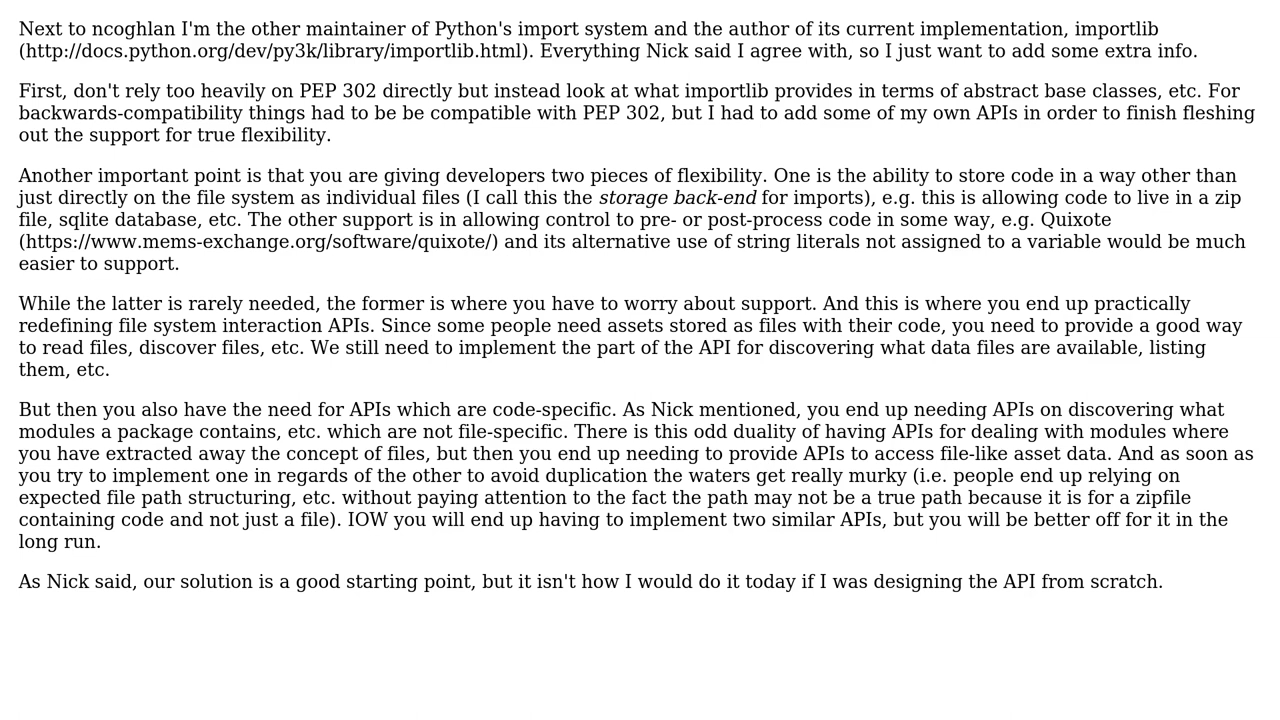 Next to ncoghlan I'm the other maintainer of Python's import system and the author of its current implementation, importlib
(http://docs.python.org/dev/py3k/library/importlib.html). Everything Nick said I agree with, so I just want to add some extra info.
First, don't rely too heavily on PEP 302 directly but instead look at what importlib provides in terms of abstract base classes, etc. For
backwards-compatibility things had to be be compatible with PEP 302, but I had to add some of my own APIs in order to finish fleshing
out the support for true flexibility.
Another important point is that you are giving developers two pieces of flexibility. One is the ability to store code in a way other than
just directly on the file system as individual files (I call this the storage back-end for imports), e.g. this is allowing code to live in a zip
file, sqlite database, etc. The other support is in allowing control to pre- or post-process code in some way, e.g. Quixote
(https://www.mems-exchange.org/software/quixote/) and its alternative use of string literals not assigned to a variable would be much
easier to support.
While the latter is rarely needed, the former is where you have to worry about support. And this is where you end up practically
redefining file system interaction APIs. Since some people need assets stored as files with their code, you need to provide a good way
to read files, discover files, etc. We still need to implement the part of the API for discovering what data files are available, listing
them, etc.
But then you also have the need for APIs which are code-specific. As Nick mentioned, you end up needing APIs on discovering what
modules a package contains, etc. which are not file-specific. There is this odd duality of having APIs for dealing with modules where
you have extracted away the concept of files, but then you end up needing to provide APIs to access file-like asset data. And as soon as
you try to implement one in regards of the other to avoid duplication the waters get really murky (i.e. people end up relying on
expected file path structuring, etc. without paying attention to the fact the path may not be a true path because it is for a zipfile
containing code and not just a file). IOW you will end up having to implement two similar APIs, but you will be better off for it in the
long run.
As Nick said, our solution is a good starting point, but it isn't how I would do it today if I was designing the API from scratch.